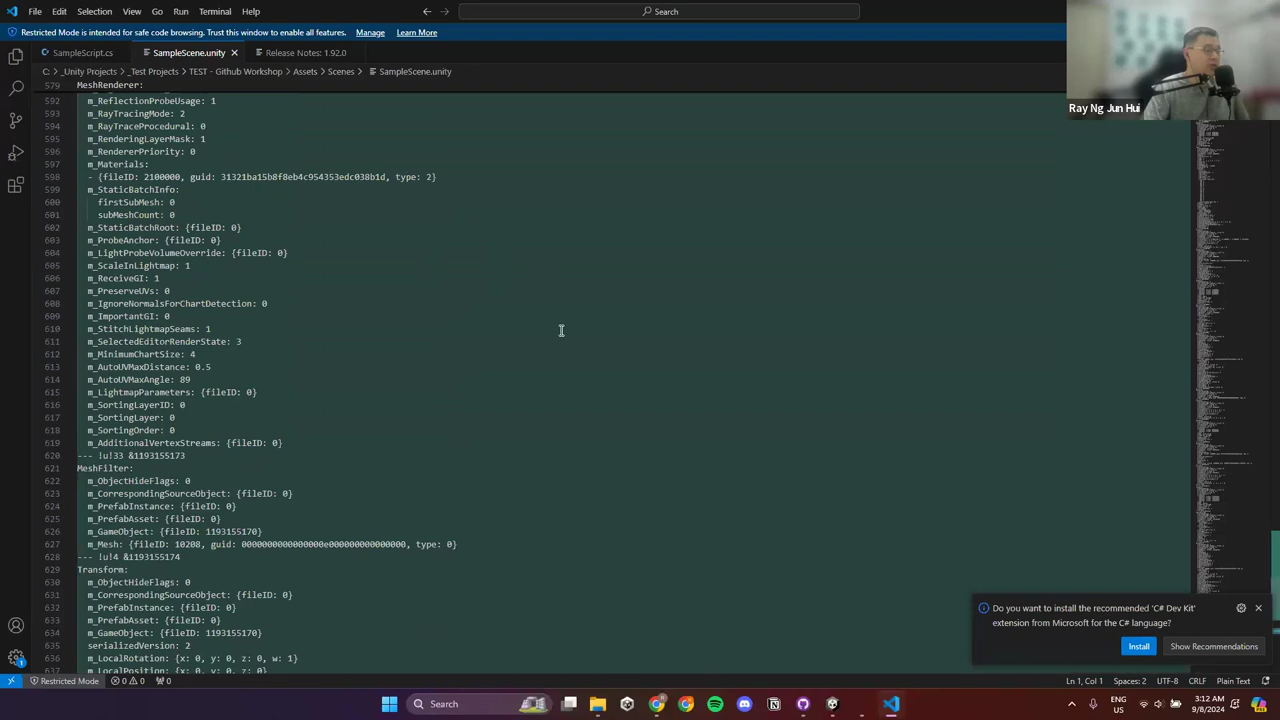 File Edit Selection View Go Run Terminal Help
Search
Restricted Mode is intended for safe code browsing. Trust this window to enable all features. Manage Learn More
SampleScript.cs
SampleScene.unity
Release Notes: 1.92.0
C: > _Unity Projects > _Test Projects > TEST - Github Workshop > Assets > Scenes > SampleScene.unity
Ray Ng Jun Hui
579 MeshRenderer:
592 m_ReflectionProbeUsage: 1
593 m_RayTracingMode: 2
594 m_RayTraceProcedural: 0
595 m_RenderingLayerMask: 1
596 m_RendererPriority: 0
597 m_Materials:
598 - {fileID: 2100000, guid: 31321ba15b8f8eb4c954353edc038b1d, type: 2}
599 m_StaticBatchInfo:
600 firstSubMesh: 0
601 subMeshCount: 0
602 m_StaticBatchRoot: {fileID: 0}
603 m_ProbeAnchor: {fileID: 0}
604 m_LightProbeVolumeOverride: {fileID: 0}
605 m_ScaleInLightmap: 1
606 m_ReceiveGI: 1
607 m_PreserveUVs: 0
608 m_IgnoreNormalsForChartDetection: 0
609 m_ImportantGI: 0
610 m_StitchLightmapSeams: 1
611 m_SelectedEditorRenderState: 3
612 m_MinimumChartSize: 4
613 m_AutoUVMaxDistance: 0.5
614 m_AutoUVMaxAngle: 89
615 m_LightmapParameters: {fileID: 0}
616 m_SortingLayerID: 0
617 m_SortingLayer: 0
618 m_SortingOrder: 0
619 m_AdditionalVertexStreams: {fileID: 0}
620 --- !u!33 &1193155173
621 MeshFilter:
622 m_ObjectHideFlags: 0
623 m_CorrespondingSourceObject: {fileID: 0}
624 m_PrefabInstance: {fileID: 0}
625 m_PrefabAsset: {fileID: 0}
626 m_GameObject: {fileID: 1193155170}
627 m_Mesh: {fileID: 10208, guid: 0000000000000000e000000000000000, type: 0}
628 --- !u!4 &1193155174
629 Transform:
630 m_ObjectHideFlags: 0
631 m_CorrespondingSourceObject: {fileID: 0}
632 m_PrefabInstance: {fileID: 0}
633 m_PrefabAsset: {fileID: 0}
634 m_GameObject: {fileID: 1193155170}
635 serializedVersion: 2
636 m_LocalRotation: {x: 0, y: 0, z: 0, w: 1}
637 m_LocalPosition: {x: 0, y: 0, z: 0}
Do you want to install the recommended 'C# Dev Kit'
extension from Microsoft for the C# language?
Install Show Recommendations
1
Restricted Mode 0 0 0 Ln 1, Col 1 Spaces: 2 UTF-8 CRLF Plain Text
Search
ENG
US
3:12 AM
9/8/2024